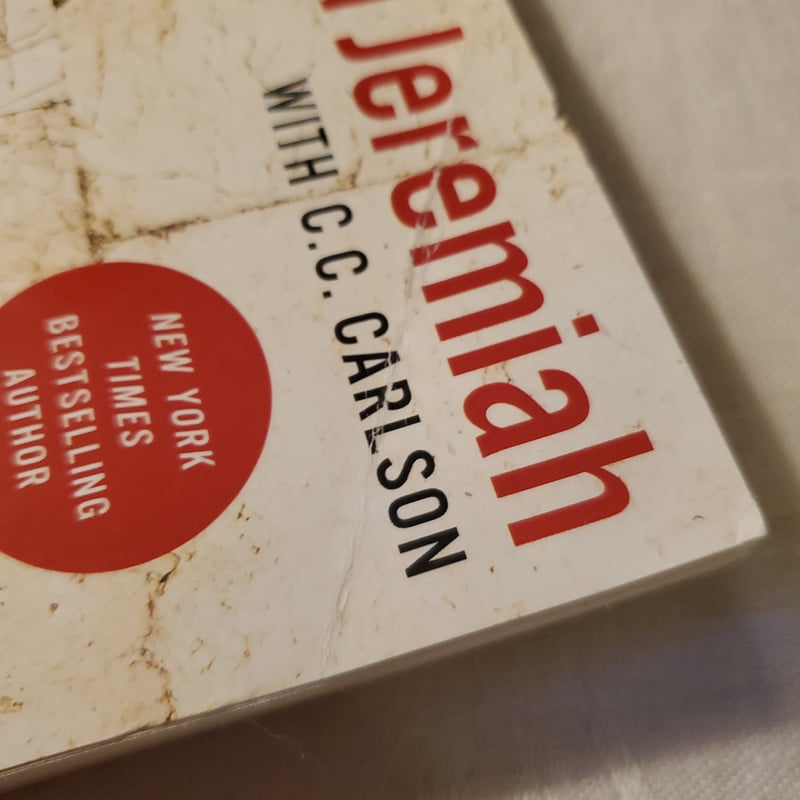 Jeremiah
WITH C.C. CARLSON
NEW YORK
TIMES
BESTSELLING
AUTHOR